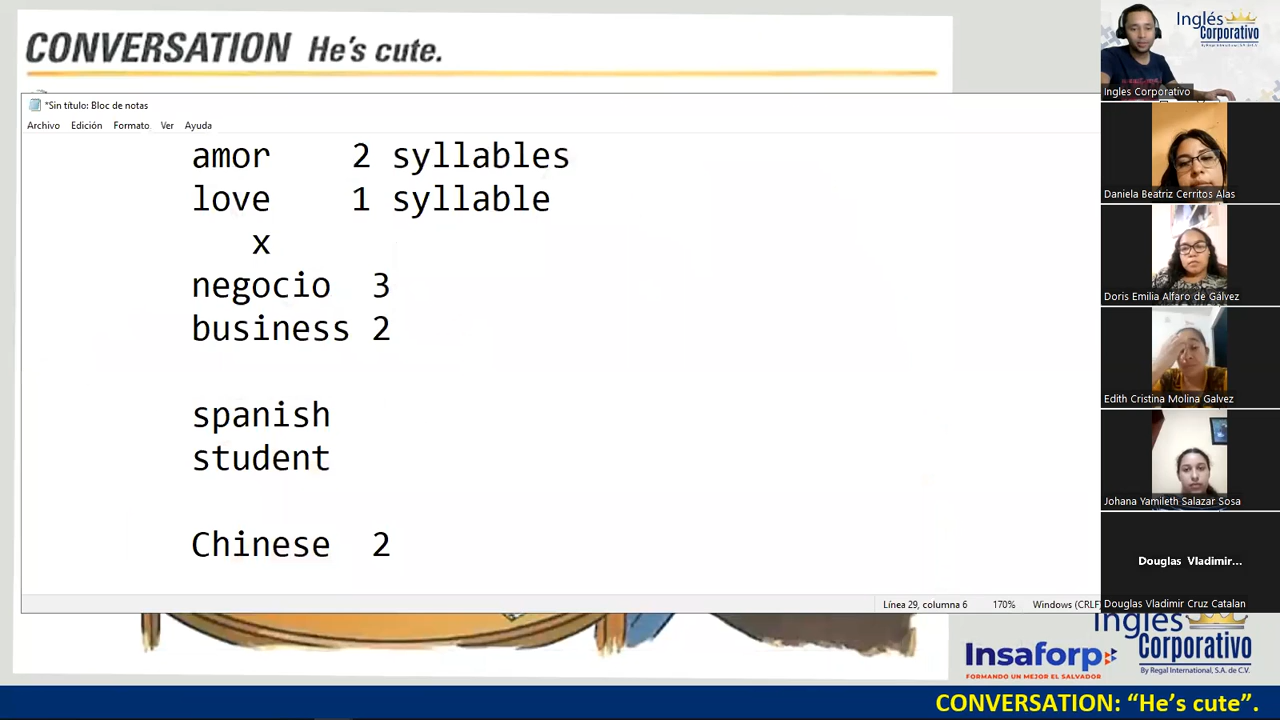 CONVERSATION He's cute.
*Sin título: Bloc de notas
Archivo Edición Formato Ver Ayuda
amor 2 syllables
love 1 syllable
x
negocio 3
business 2
spanish
student
Chinese 2
Línea 29, columna 6 170% Windows (CRLF
Inglés
Corporativo
By Regal International, S.A. de C.V.
Ingles Corporativo
Daniela Beatriz Cerritos Alas
Doris Emilia Alfaro de Gálvez
Edith Cristina Molina Galvez
Johana Yamileth Salazar Sosa
Douglas Vladimir...
Douglas Vladimir Cruz Catalan
Insaforp
FORMANDO UN MEJOR EL SALVADOR
Inglés
Corporativo
By Regal International, S.A. de C.V.
CONVERSATION: “He’s cute”.